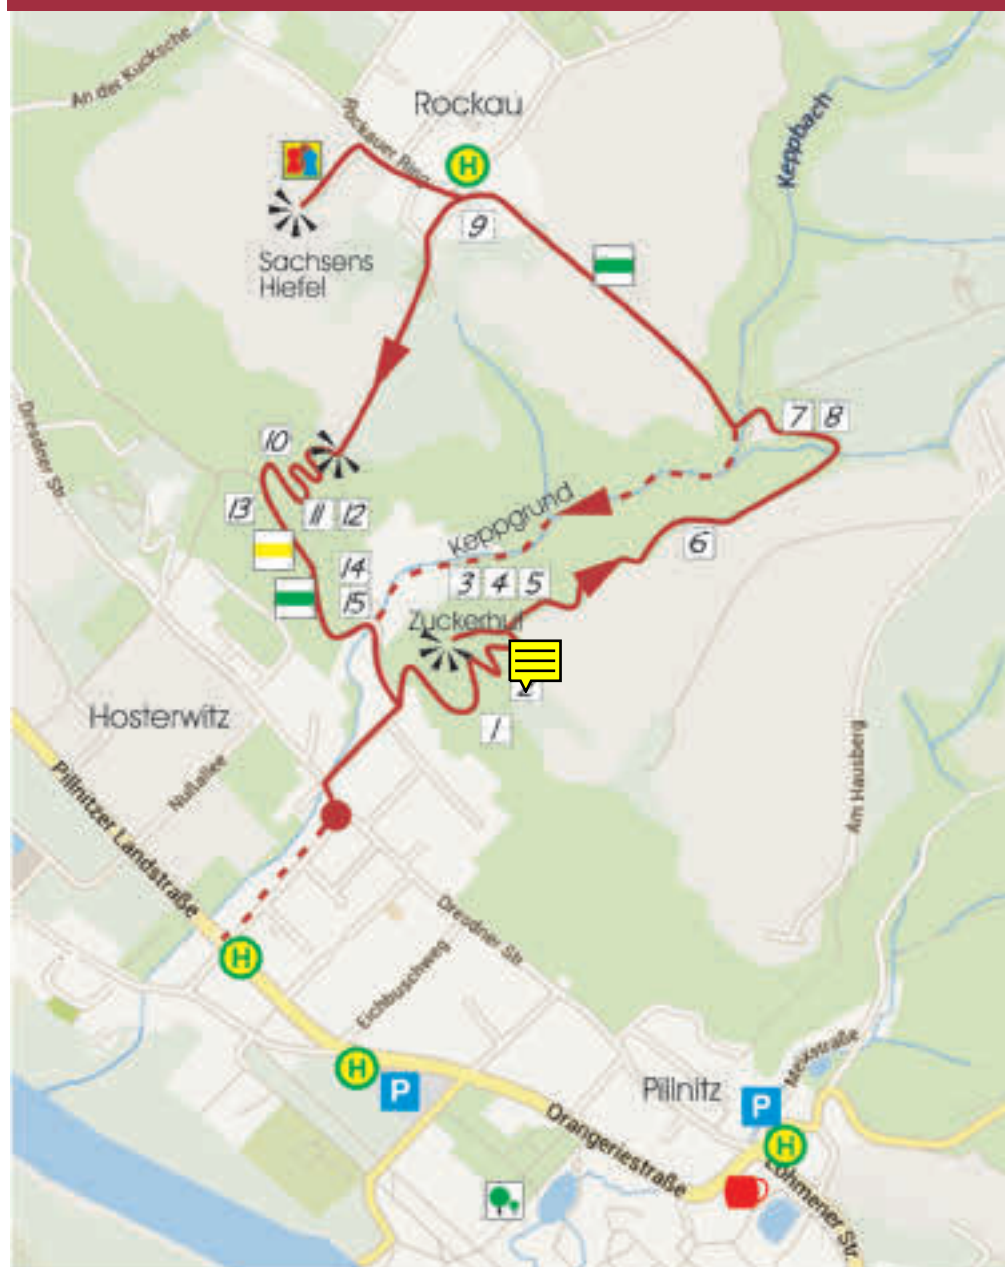 An der Kucksche
Rockau
Rockauer Ring
H
Keppbach
9
Sachsens
Hiefel
7 8
10
13
11 12
Dresdner Str.
Keppgrund
6
14
3 4 5
15
Zuckerhut
2
Hosterwitz
1
Nußallee
Am Hausberg
Pillnitzer Landstraße
Dresdner Str.
H
Eichbuschweg
H
P
Pillnitz
Meixstraße
P
H
Orangeriestraße
Lohmener Str.